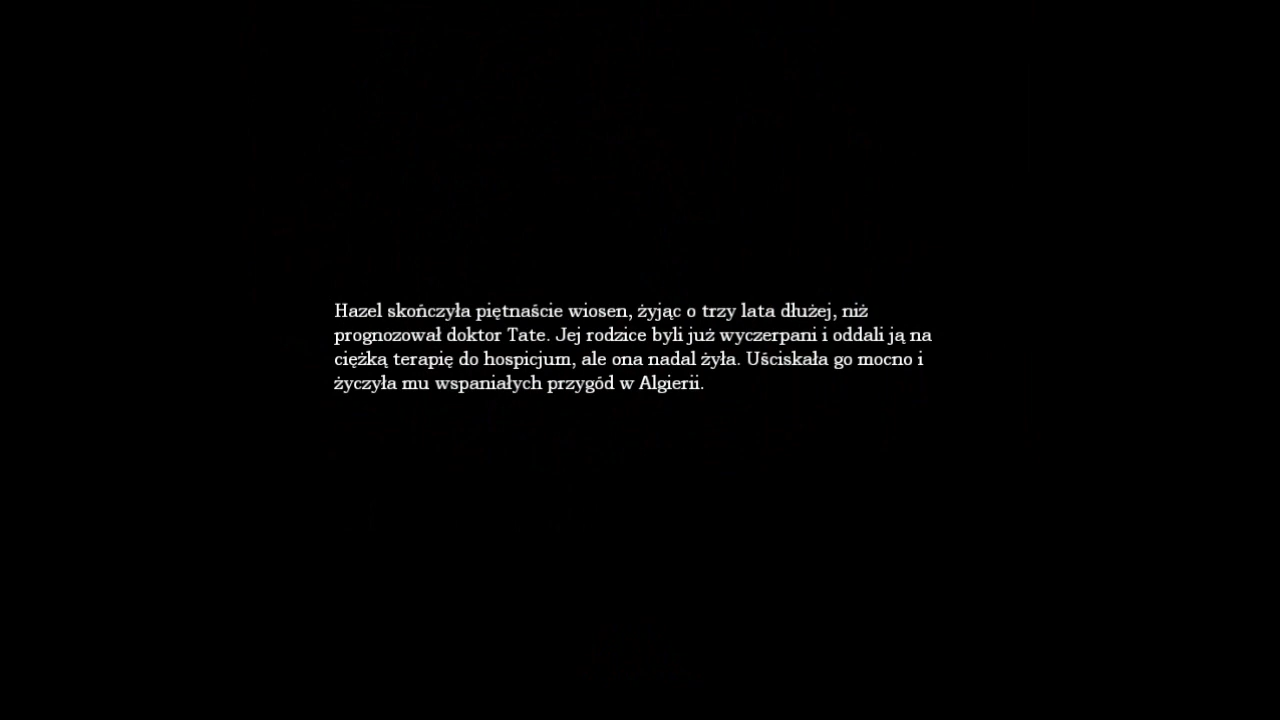 Hazel skończyła piętnaście wiosen, żyjąc o trzy lata dłużej, niż
prognozował doktor Tate. Jej rodzice byli już wyczerpani i oddali ją na
ciężką terapię do hospicjum, ale ona nadal żyła. Uściskała go mocno i
życzyła mu wspaniałych przygód w Algierii.